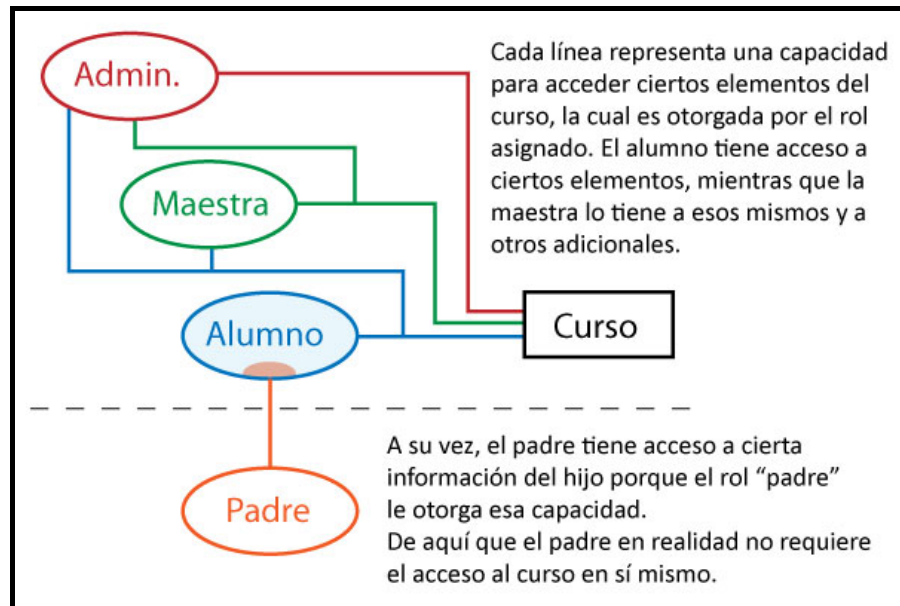 Admin.
Cada línea representa una capacidad
para acceder ciertos elementos del
curso, la cual es otorgada por el rol
asignado. El alumno tiene acceso a
ciertos elementos, mientras que la
maestra lo tiene a esos mismos y a
otros adicionales.
Maestra
Alumno
Curso
A su vez, el padre tiene acceso a cierta
información del hijo porque el rol “padre”
le otorga esa capacidad.
De aquí que el padre en realidad no requiere
el acceso al curso en sí mismo.
Padre